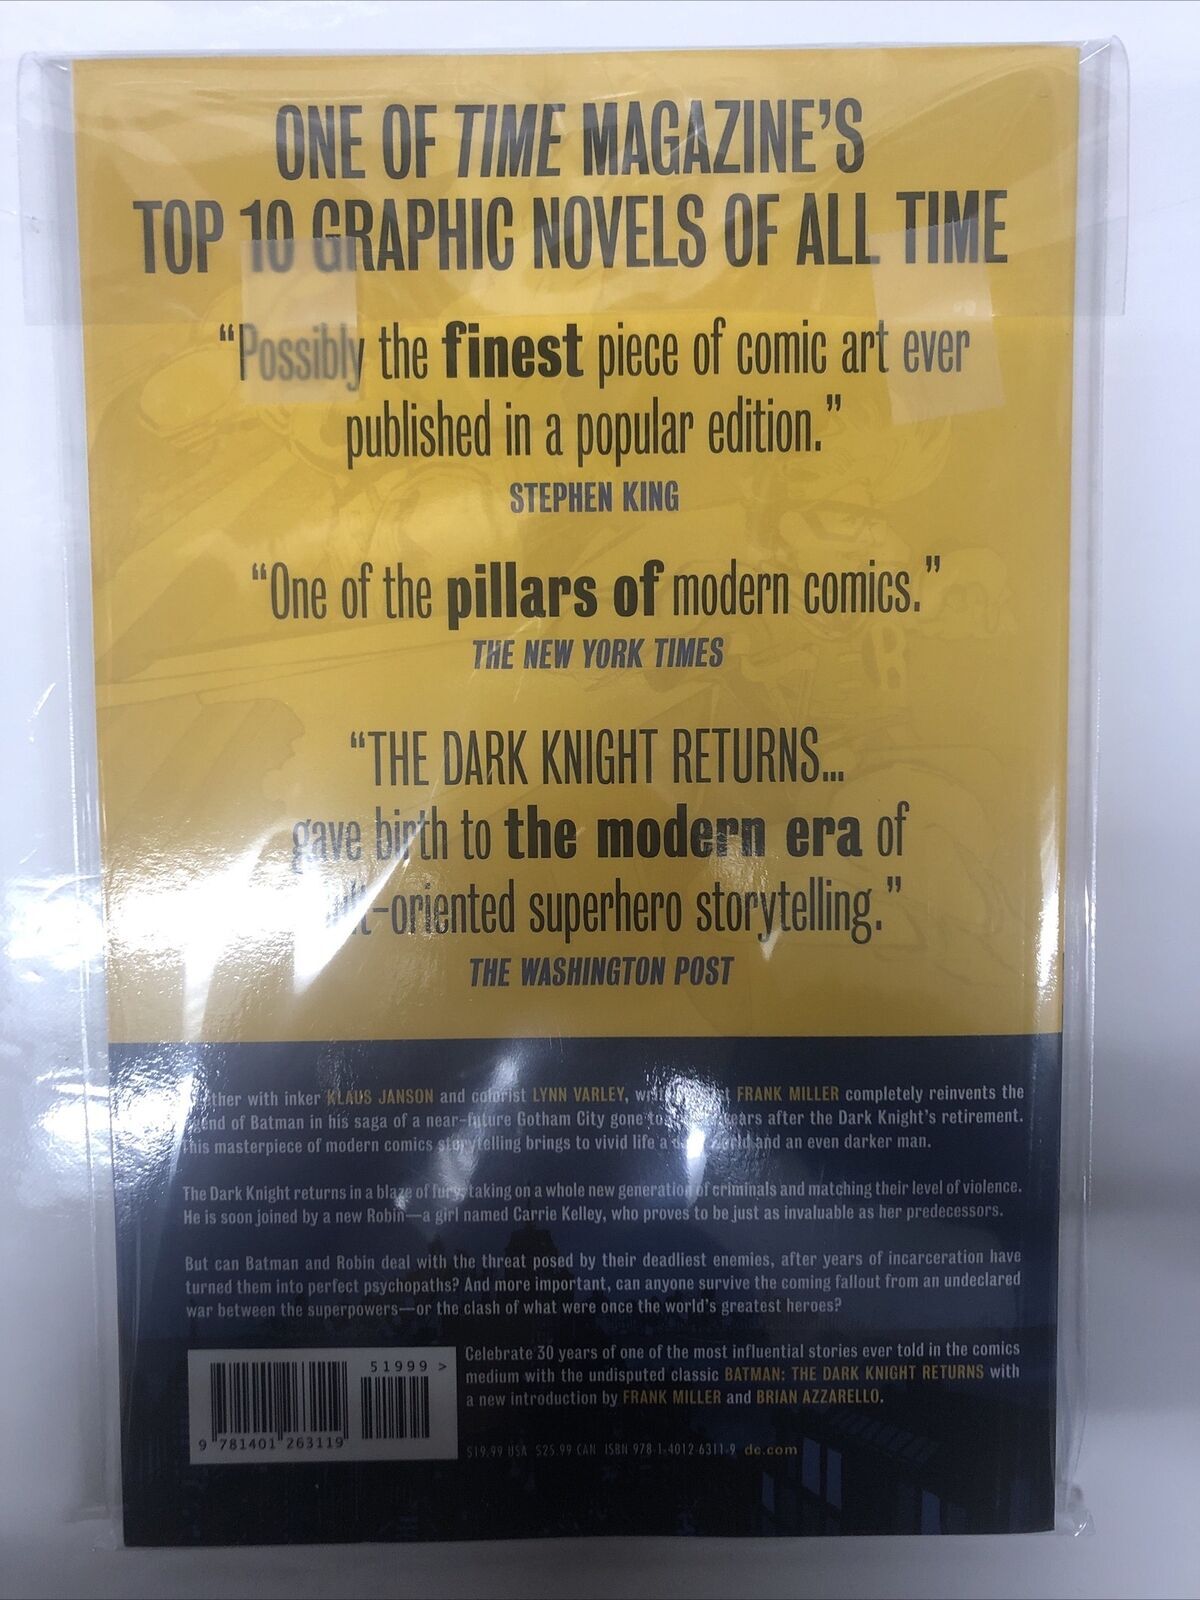 ONE OF TIME MAGAZINE'S
TOP 10 GRAPHIC NOVELS OF ALL TIME
“Possibly the finest piece of comic art ever
published in a popular edition.”
STEPHEN KING
“One of the pillars of modern comics.”
THE NEW YORK TIMES
“THE DARK KNIGHT RETURNS...
gave birth to the modern era of
oriented superhero storytelling.”
THE WASHINGTON POST
with inker KLAUS JANSON and colorist LYNN VARLEY, FRANK MILLER completely reinvents the
of Batman in his saga of a near-future Gotham City gone to after the Dark Knight's retirement.
This masterpiece of modern comics storytelling brings to vivid life a and an even darker man.
The Dark Knight returns in a blaze of fury, taking on a whole new generation of criminals and matching their level of violence.
He is soon joined by a new Robin—a girl named Carrie Kelley, who proves to be just as invaluable as her predecessors.
But can Batman and Robin deal with the threat posed by their deadliest enemies, after years of incarceration have
turned them into perfect psychopaths? And more important, can anyone survive the coming fallout from an undeclared
war between the superpowers—or the clash of what were once the world's greatest heroes?
Celebrate 30 years of one of the most influential stories ever told in the comics
medium with the undisputed classic BATMAN: THE DARK KNIGHT RETURNS with
a new introduction by FRANK MILLER and BRIAN AZZARELLO.
51999 >
9 781401 263119
$19.99 USA $25.99 CAN ISBN 978-1-4012-6311-9 dc.com